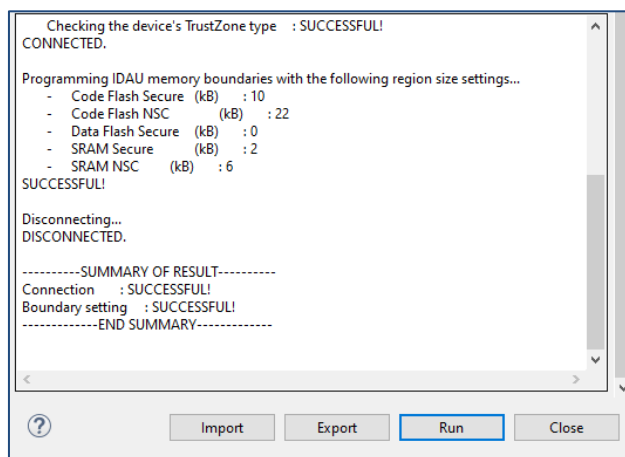 Checking the device's TrustZone type : SUCCESSFUL!
CONNECTED.
Programming IDAU memory boundaries with the following region size settings...
- Code Flash Secure (kB) : 10
- Code Flash NSC (kB) : 22
- Data Flash Secure (kB) : 0
- SRAM Secure (kB) : 2
- SRAM NSC (kB) : 6
SUCCESSFUL!
Disconnecting...
DISCONNECTED.
----------SUMMARY OF RESULT----------
Connection : SUCCESSFUL!
Boundary setting : SUCCESSFUL!
-------------END SUMMARY-------------
? Import Export Run Close